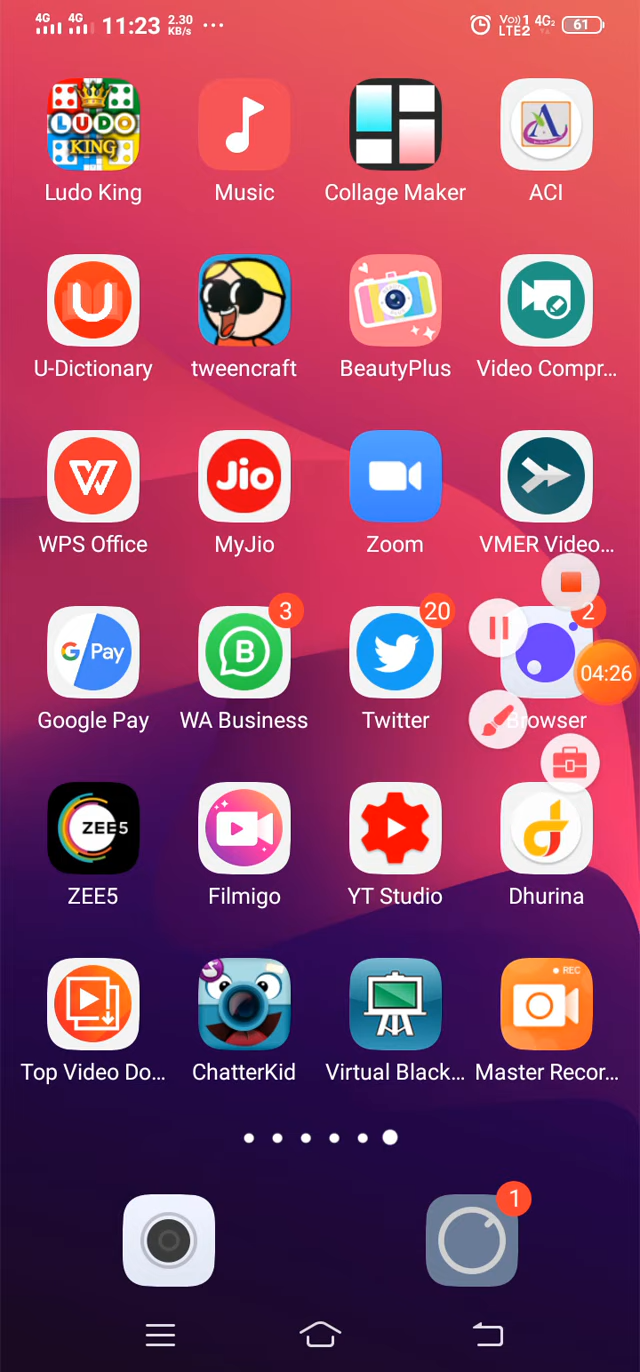 4G 4G 11:23 2.30 KB/s ... Vo))1 LTE2 4G2 61
LUDO
KING
Ludo King Music Collage Maker ACI
U-Dictionary tweencraft BeautyPlus Video Compr...
Jio
WPS Office MyJio Zoom VMER Video...
3 20 2
G Pay B
04:26
Google Pay WA Business Twitter Browser
ZEE5
ZEE5 Filmigo YT Studio Dhurina
REC
Top Video Do... ChatterKid Virtual Black... Master Recor...
1